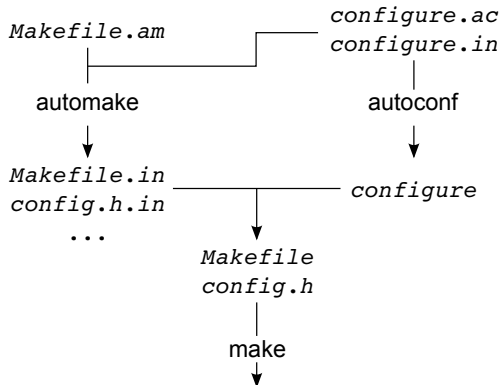 Makefile.am
configure.ac
configure.in
automake
autoconf
Makefile.in
config.h.in
...
configure
Makefile
config.h
make